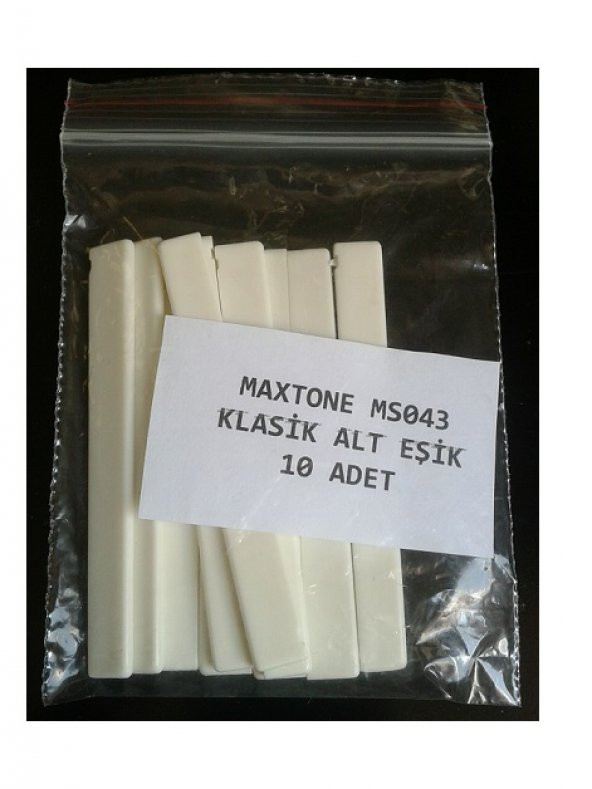 MAXTONE MS043
KLASİK ALT EŞİK
10 ADET